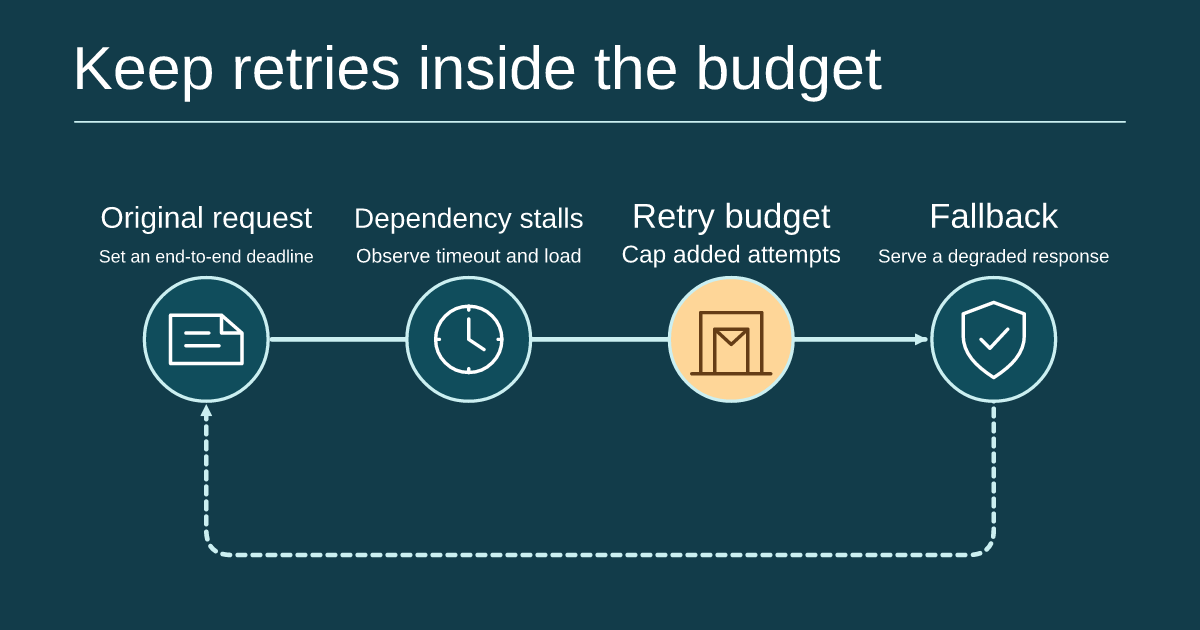 Keep retries inside the budget
Original request
Set an end-to-end deadline
Dependency stalls
Observe timeout and load
Retry budget
Cap added attempts
Fallback
Serve a degraded response